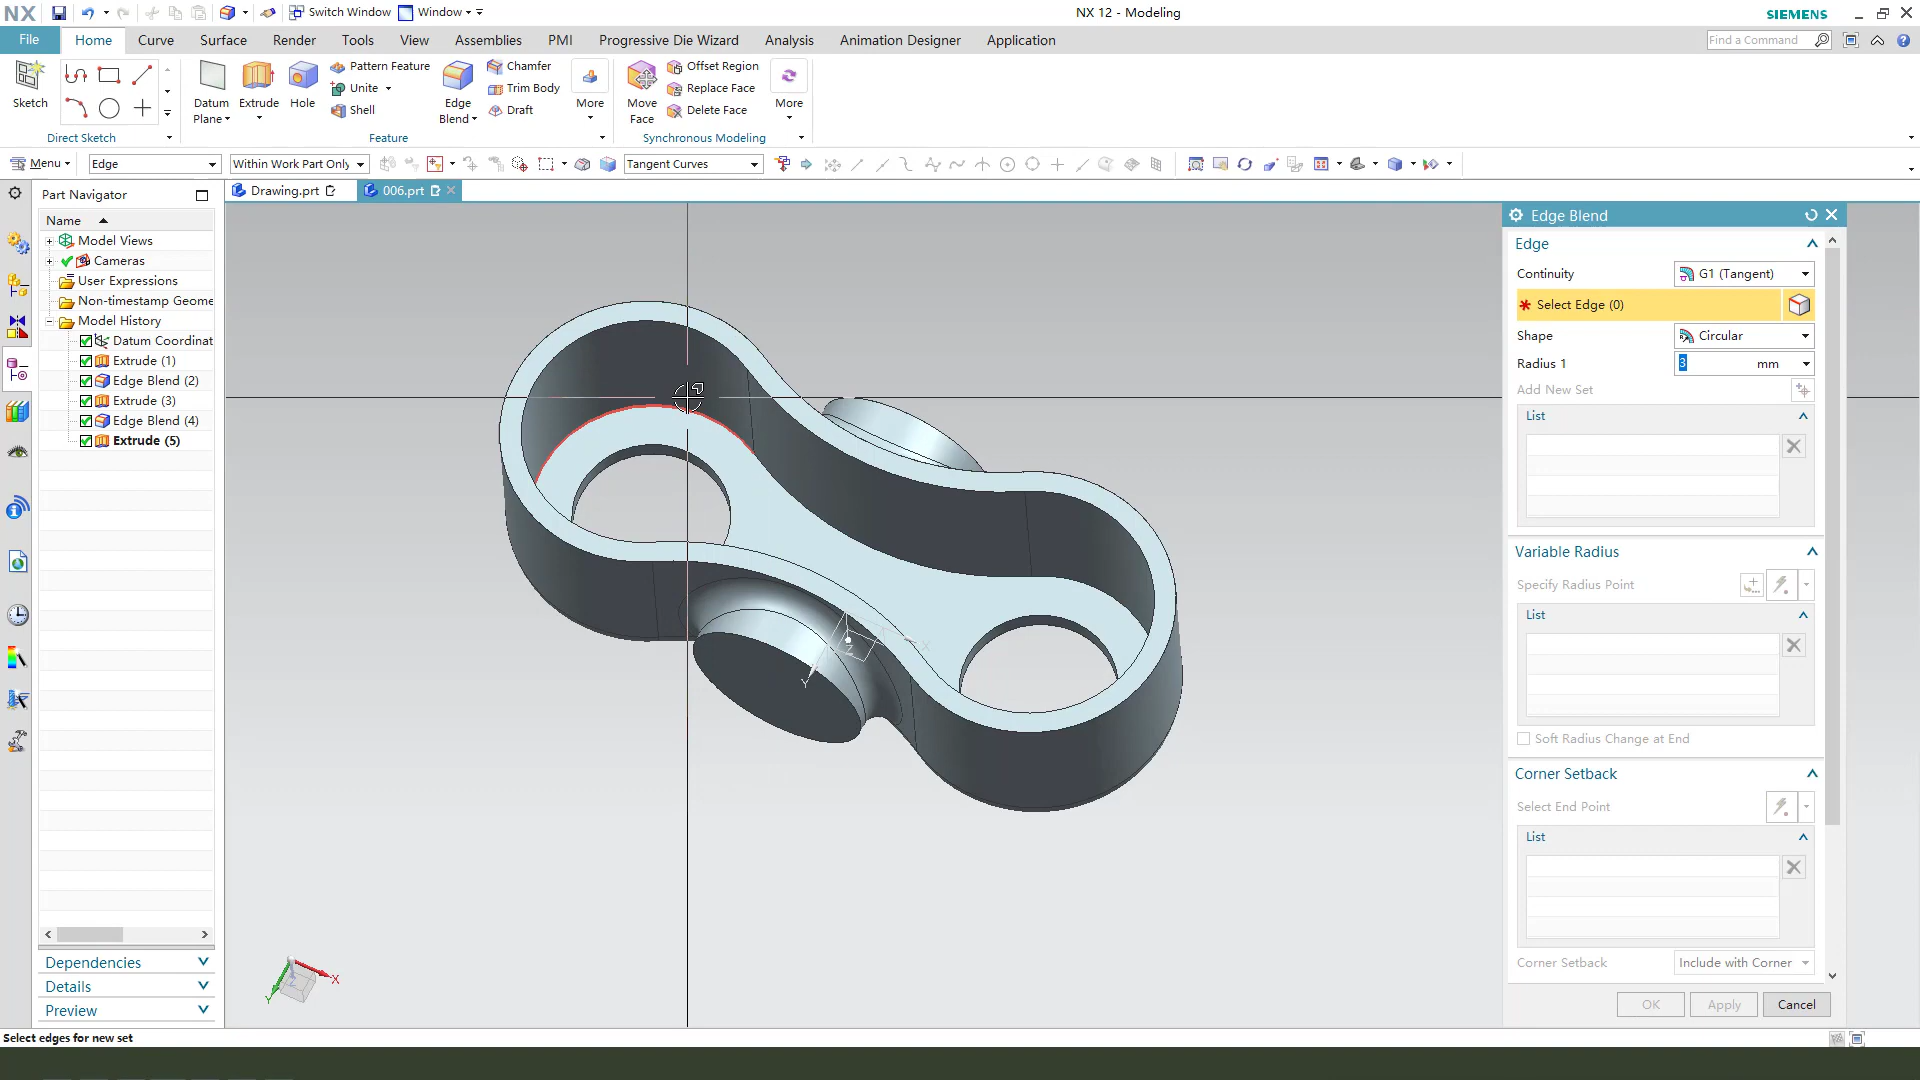 NX Switch Window Window NX 12 - Modeling SIEMENS
File Home Curve Surface Render Tools View Assemblies PMI Progressive Die Wizard Analysis Animation Designer Application Find a Command
Sketch
Datum Plane
Extrude
Hole
Pattern Feature
Unite
Shell
Edge Blend
Chamfer
Trim Body
Draft
More
Move Face
Offset Region
Replace Face
Delete Face
More
Direct Sketch Feature Synchronous Modeling
Menu Edge Within Work Part Only Tangent Curves
Part Navigator Drawing.prt 006.prt
Name
Model Views
Cameras
User Expressions
Non-timestamp Geome
Model History
Datum Coordinat
Extrude (1)
Edge Blend (2)
Extrude (3)
Edge Blend (4)
Extrude (5)
Dependencies
Details
Preview
X
Y
Z
X
Y
Z
Edge Blend
Edge
Continuity G1 (Tangent)
* Select Edge (0)
Shape Circular
Radius 1 3 mm
Add New Set
List
Variable Radius
Specify Radius Point
List
Soft Radius Change at End
Corner Setback
Select End Point
List
Corner Setback Include with Corner
OK Apply Cancel
Select edges for new set